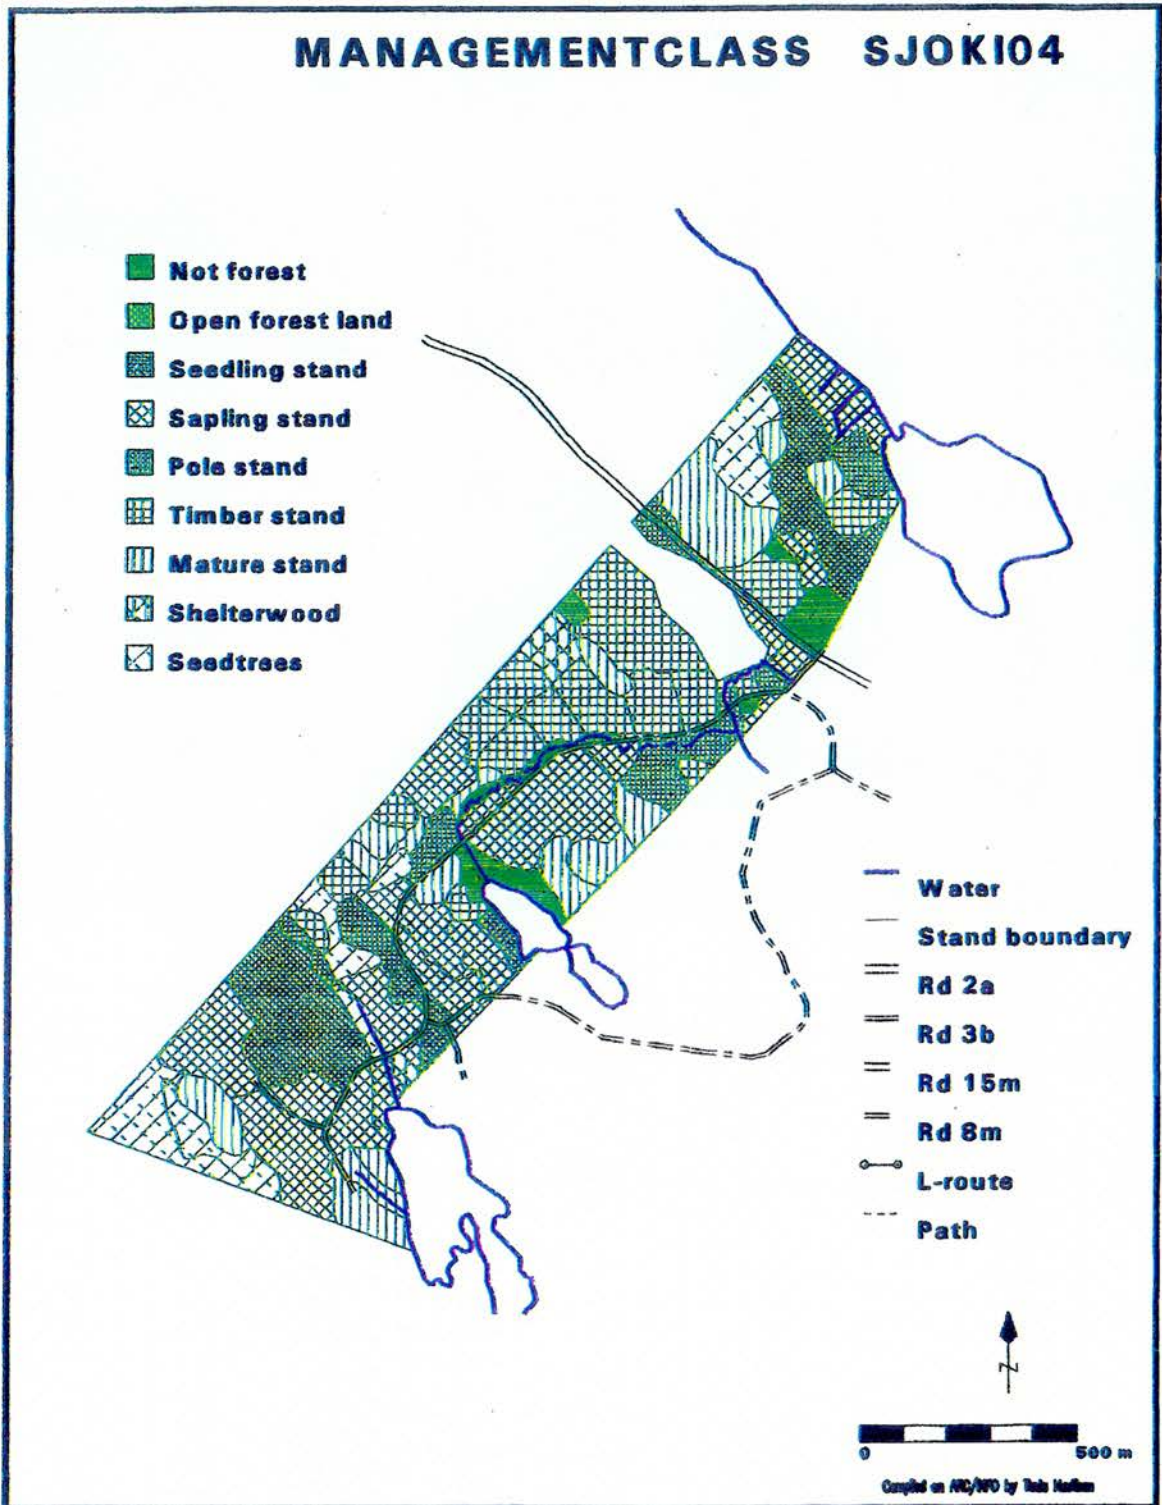 MANAGEMENTCLASS SJOKI04
Not forest
Open forest land
Seedling stand
Sapling stand
Pole stand
Timber stand
Mature stand
Shelterwood
Seedtrees
Water
Stand boundary
Rd 2a
Rd 3b
Rd 15m
Rd 8m
L-route
Path
N
0 500 m
Compiled on ARC/INFO by